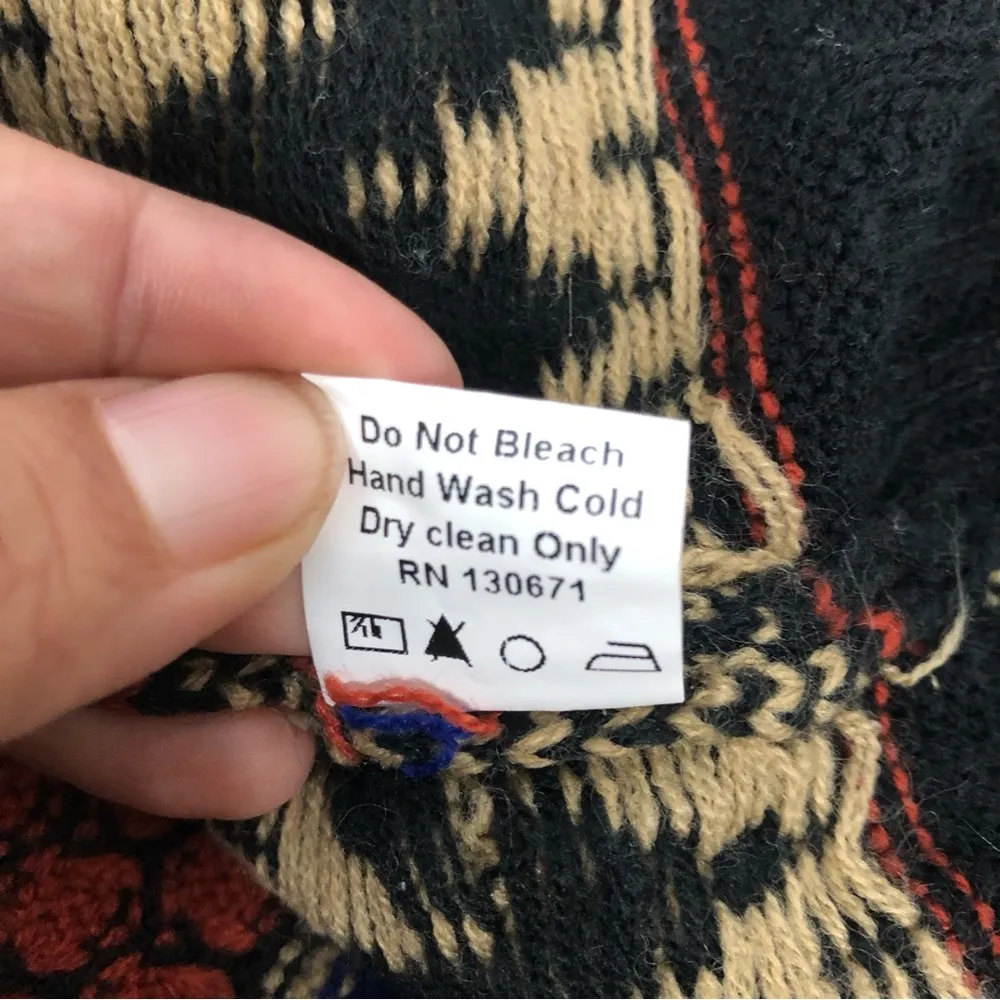 Do Not Bleach
Hand Wash Cold
Dry clean Only
RN 130671